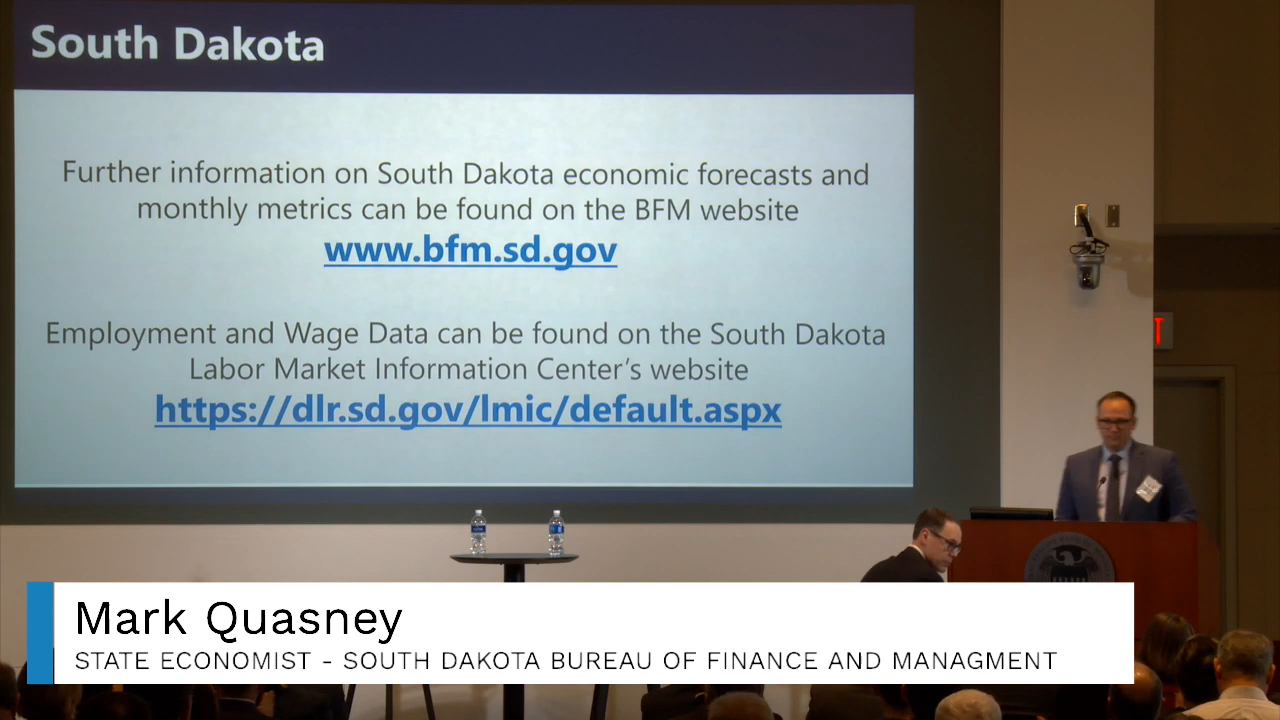 South Dakota
Further information on South Dakota economic forecasts and
monthly metrics can be found on the BFM website
www.bfm.sd.gov
Employment and Wage Data can be found on the South Dakota
Labor Market Information Center’s website
https://dlr.sd.gov/lmic/default.aspx
Mark Quasney
STATE ECONOMIST - SOUTH DAKOTA BUREAU OF FINANCE AND MANAGMENT